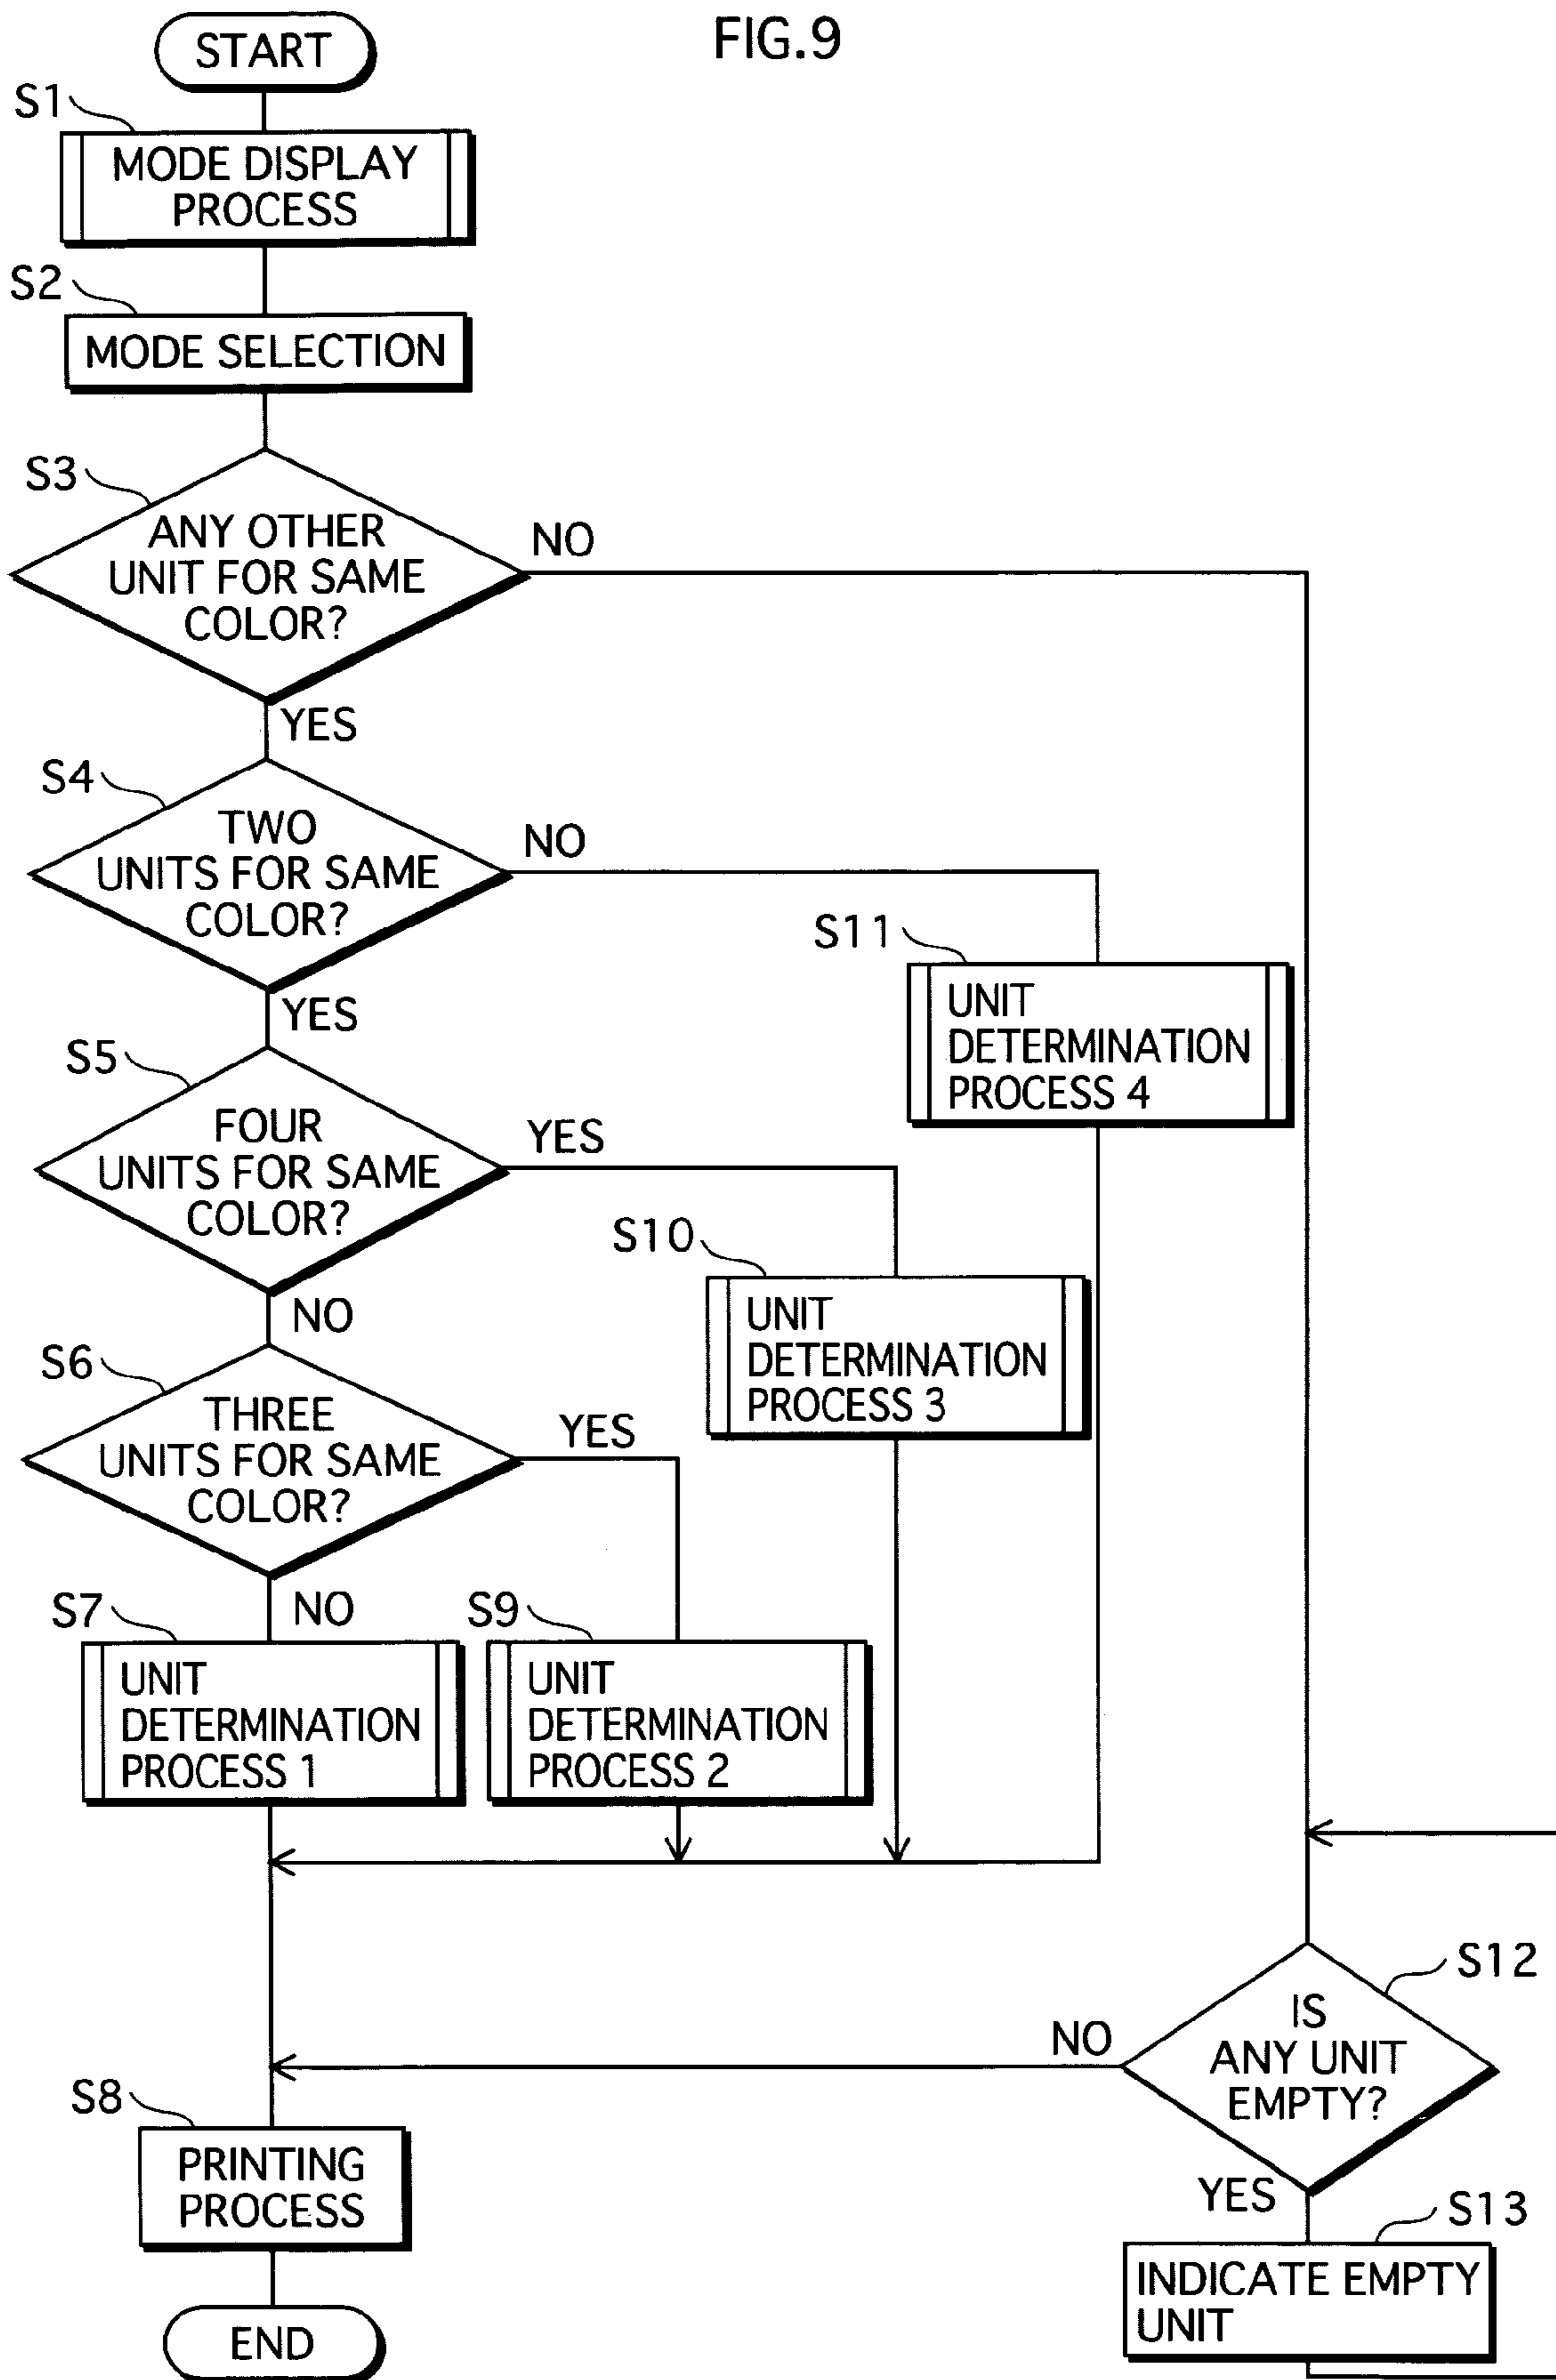 FIG.9
START
S1
MODE DISPLAY
PROCESS
S2
MODE SELECTION
S3
ANY OTHER
UNIT FOR SAME
COLOR?
NO
YES
S4
TWO
UNITS FOR SAME
COLOR?
NO
YES
S11
UNIT
DETERMINATION
PROCESS 4
S5
FOUR
UNITS FOR SAME
COLOR?
YES
NO
S10
UNIT
DETERMINATION
PROCESS 3
S6
THREE
UNITS FOR SAME
COLOR?
YES
NO
S7
UNIT
DETERMINATION
PROCESS 1
S9
UNIT
DETERMINATION
PROCESS 2
S12
IS
ANY UNIT
EMPTY?
NO
YES
S8
PRINTING
PROCESS
S13
INDICATE EMPTY
UNIT
END